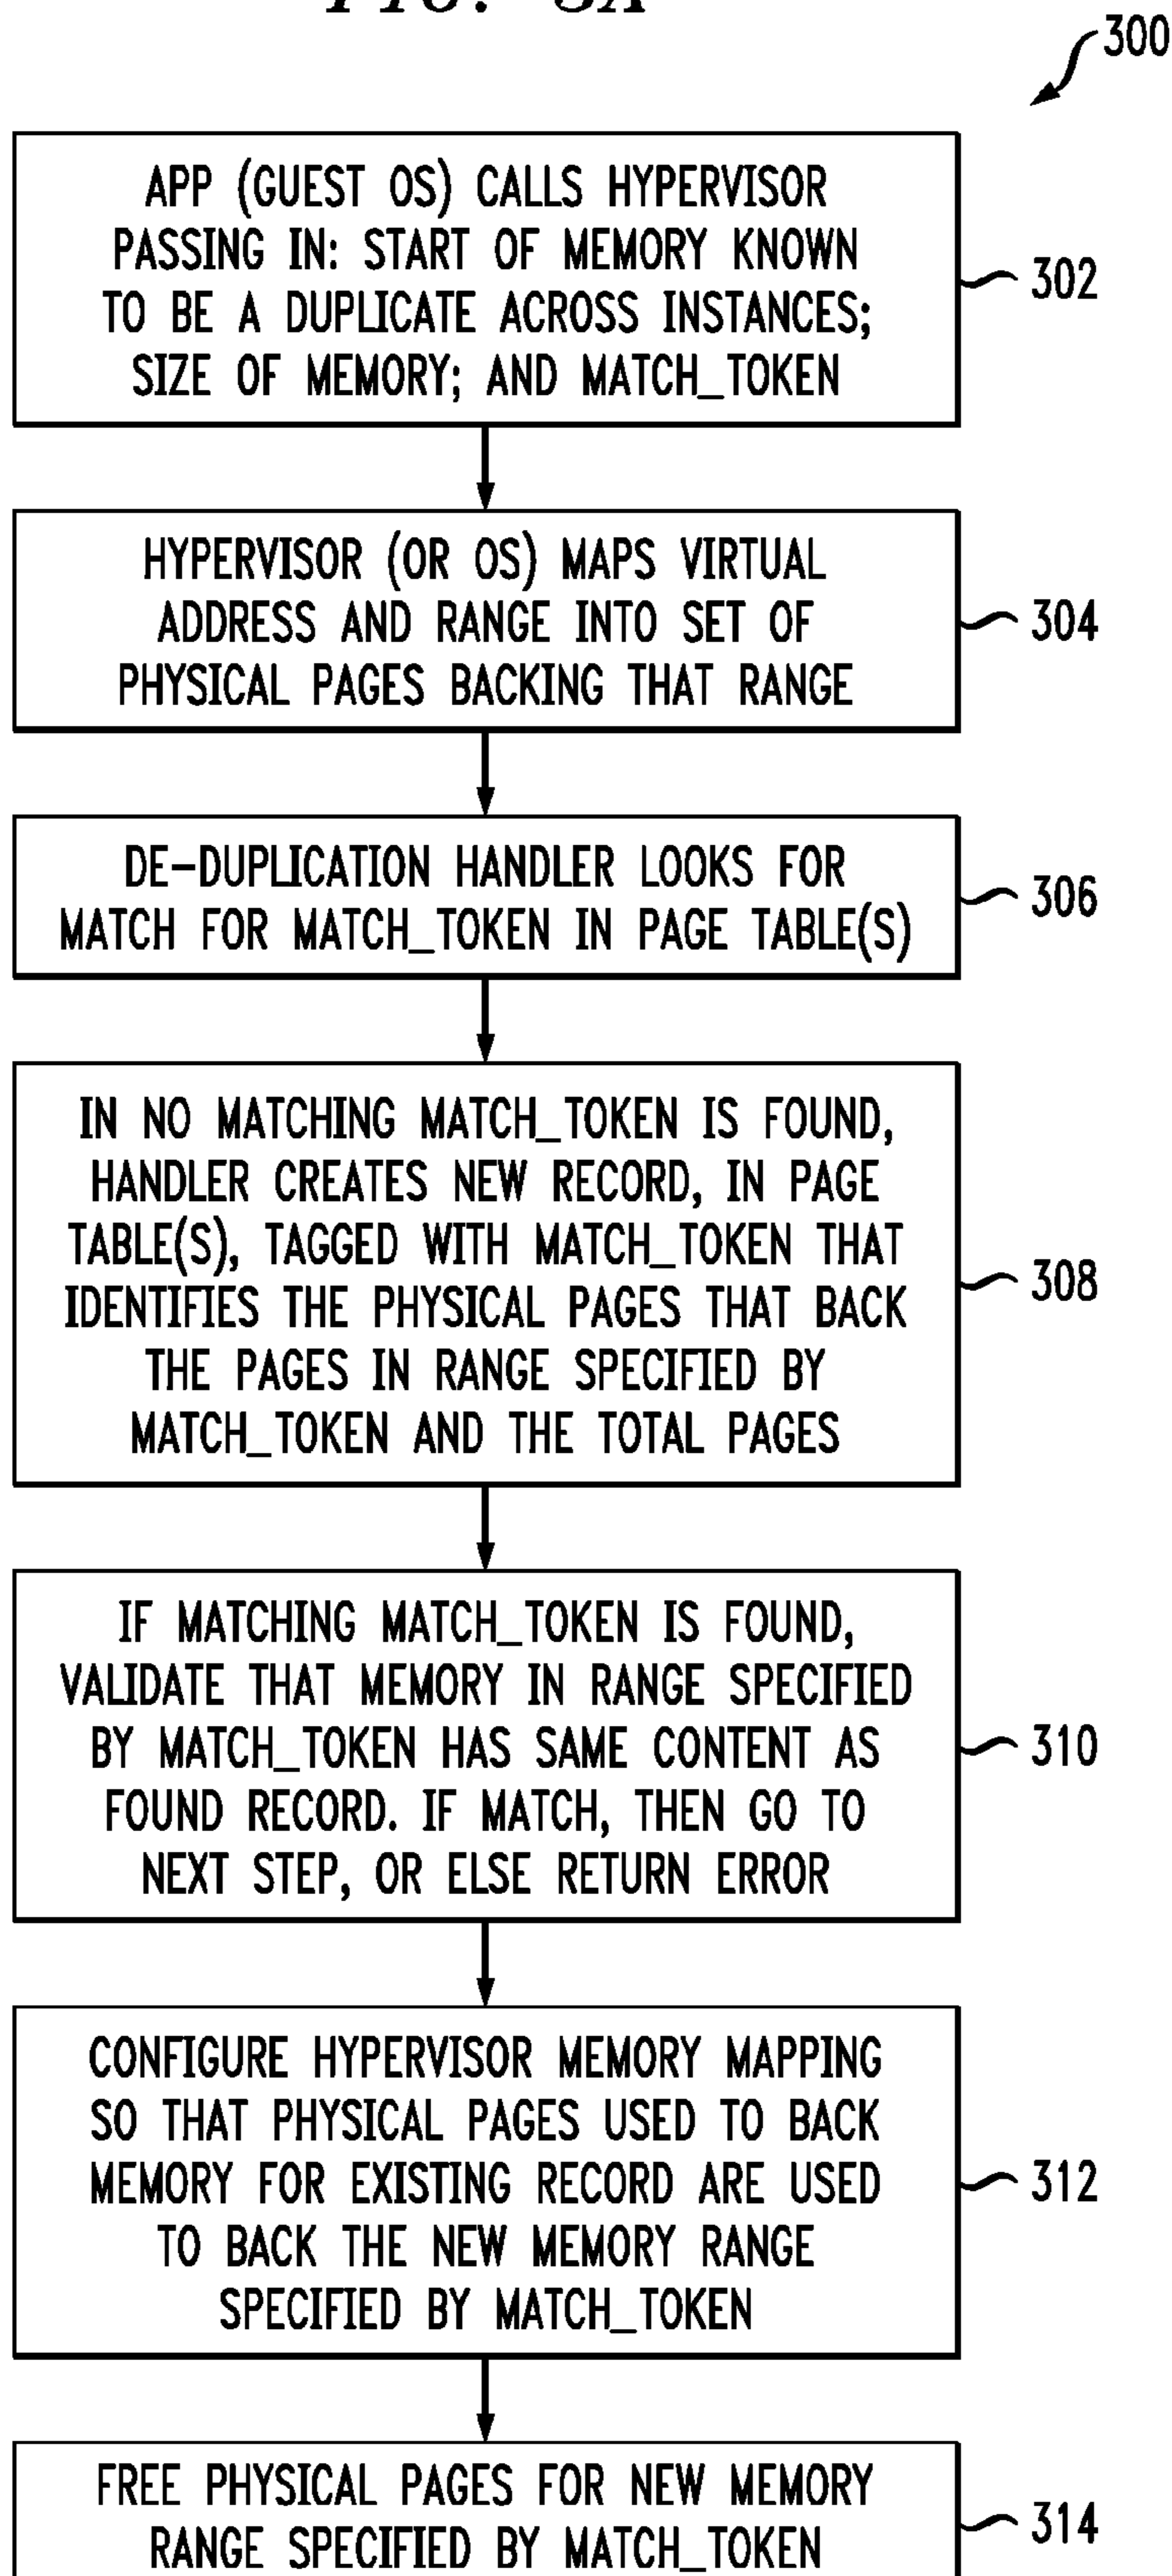 FIG. 3A
300
APP (GUEST OS) CALLS HYPERVISOR
PASSING IN: START OF MEMORY KNOWN
TO BE A DUPLICATE ACROSS INSTANCES;
SIZE OF MEMORY; AND MATCH_TOKEN
302
HYPERVISOR (OR OS) MAPS VIRTUAL
ADDRESS AND RANGE INTO SET OF
PHYSICAL PAGES BACKING THAT RANGE
304
DE-DUPLICATION HANDLER LOOKS FOR
MATCH FOR MATCH_TOKEN IN PAGE TABLE(S)
306
IN NO MATCHING MATCH_TOKEN IS FOUND,
HANDLER CREATES NEW RECORD, IN PAGE
TABLE(S), TAGGED WITH MATCH_TOKEN THAT
IDENTIFIES THE PHYSICAL PAGES THAT BACK
THE PAGES IN RANGE SPECIFIED BY
MATCH_TOKEN AND THE TOTAL PAGES
308
IF MATCHING MATCH_TOKEN IS FOUND,
VALIDATE THAT MEMORY IN RANGE SPECIFIED
BY MATCH_TOKEN HAS SAME CONTENT AS
FOUND RECORD. IF MATCH, THEN GO TO
NEXT STEP, OR ELSE RETURN ERROR
310
CONFIGURE HYPERVISOR MEMORY MAPPING
SO THAT PHYSICAL PAGES USED TO BACK
MEMORY FOR EXISTING RECORD ARE USED
TO BACK THE NEW MEMORY RANGE
SPECIFIED BY MATCH_TOKEN
312
FREE PHYSICAL PAGES FOR NEW MEMORY
RANGE SPECIFIED BY MATCH_TOKEN
314